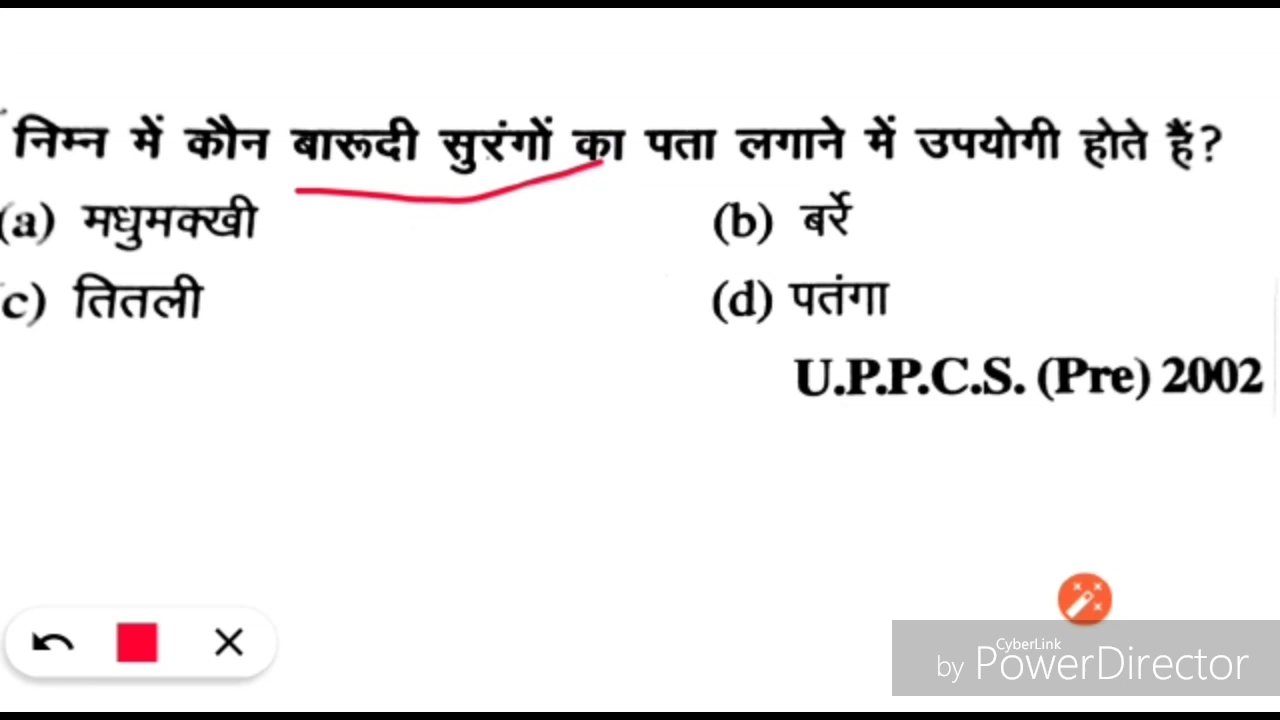 निम्न में कौन बारूदी सुरंगों का पता लगाने में उपयोगी होते हैं?
(a) मधुमक्खी (b) बर्रे
c) तितली (d) पतंगा
U.P.P.C.S. (Pre) 2002
CyberLink
by PowerDirector